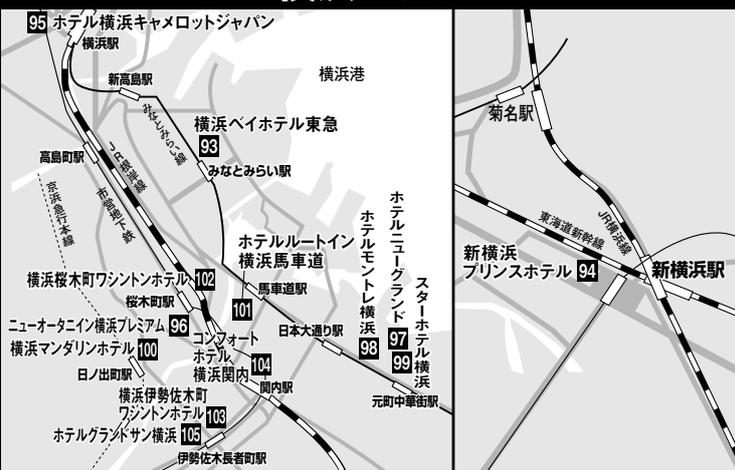 95 ホテル横浜キャメロットジャパン
横浜駅
新高島駅
横浜港
みなとみらい線
横浜ベイホテル東急
93
みなとみらい駅
高島町駅
JR根岸線
市営地下鉄
京浜急行本線
ホテルルートイン
横浜馬車道
101
馬車道駅
横浜桜木町ワシントンホテル 102
桜木町駅
ニューオータニイン横浜プレミアム 96
横浜マンダリンホテル 100
日ノ出町駅
コンフォート
ホテル
横浜関内
104
関内駅
日本大通り駅
ホテルモントレ横浜
98
ホテルニューグランド
97
スターホテル横浜
99
元町中華街駅
横浜伊勢佐木町
ワシントンホテル 103
ホテルグランドサン横浜 105
伊勢佐木長者町駅
菊名駅
東海道新幹線
JR横浜線
新横浜
プリンスホテル 94
新横浜駅